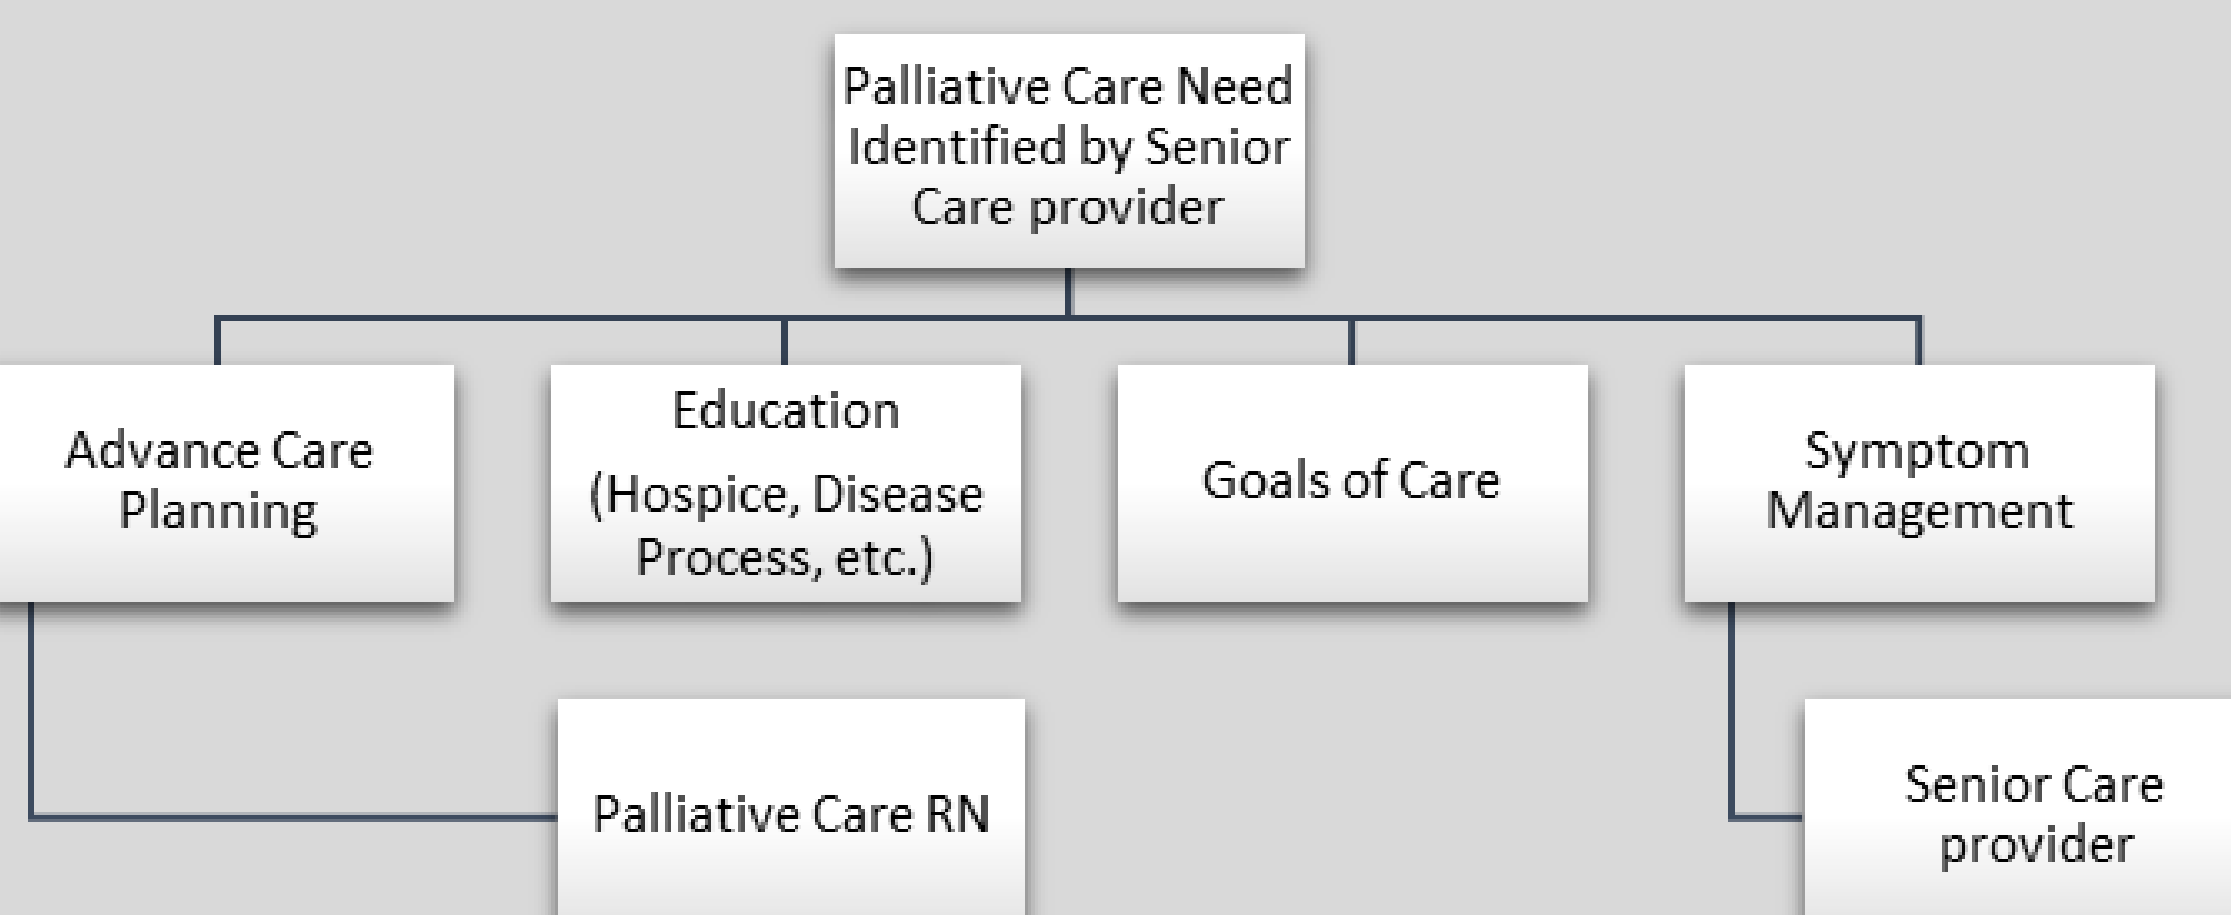 Palliative Care Need
Identified by Senior
Care provider
Advance Care
Planning
Education
(Hospice, Disease
Process, etc.)
Goals of Care
Symptom
Management
Palliative Care RN
Senior Care
provider